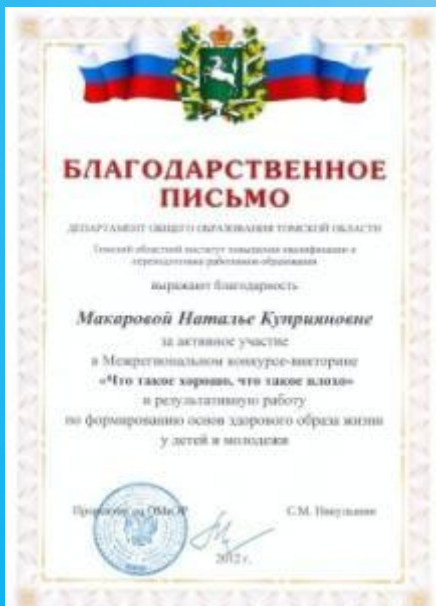 БЛАГОДАРСТВЕННОЕ
ПИСЬМО
ДЕПАРТАМЕНТ ОБЩЕГО ОБРАЗОВАНИЯ ТОМСКОЙ ОБЛАСТИ
Томский областной институт повышения квалификации и
переподготовки работников образования
выражают благодарность
Макаровой Наталье Куприяновне
за активное участие
в Межрегиональном конкурсе-викторине
«Что такое хорошо, что такое плохо»
и результативную работу
по формированию основ здорового образа жизни
у детей и молодежи
С.М.
2012 г.